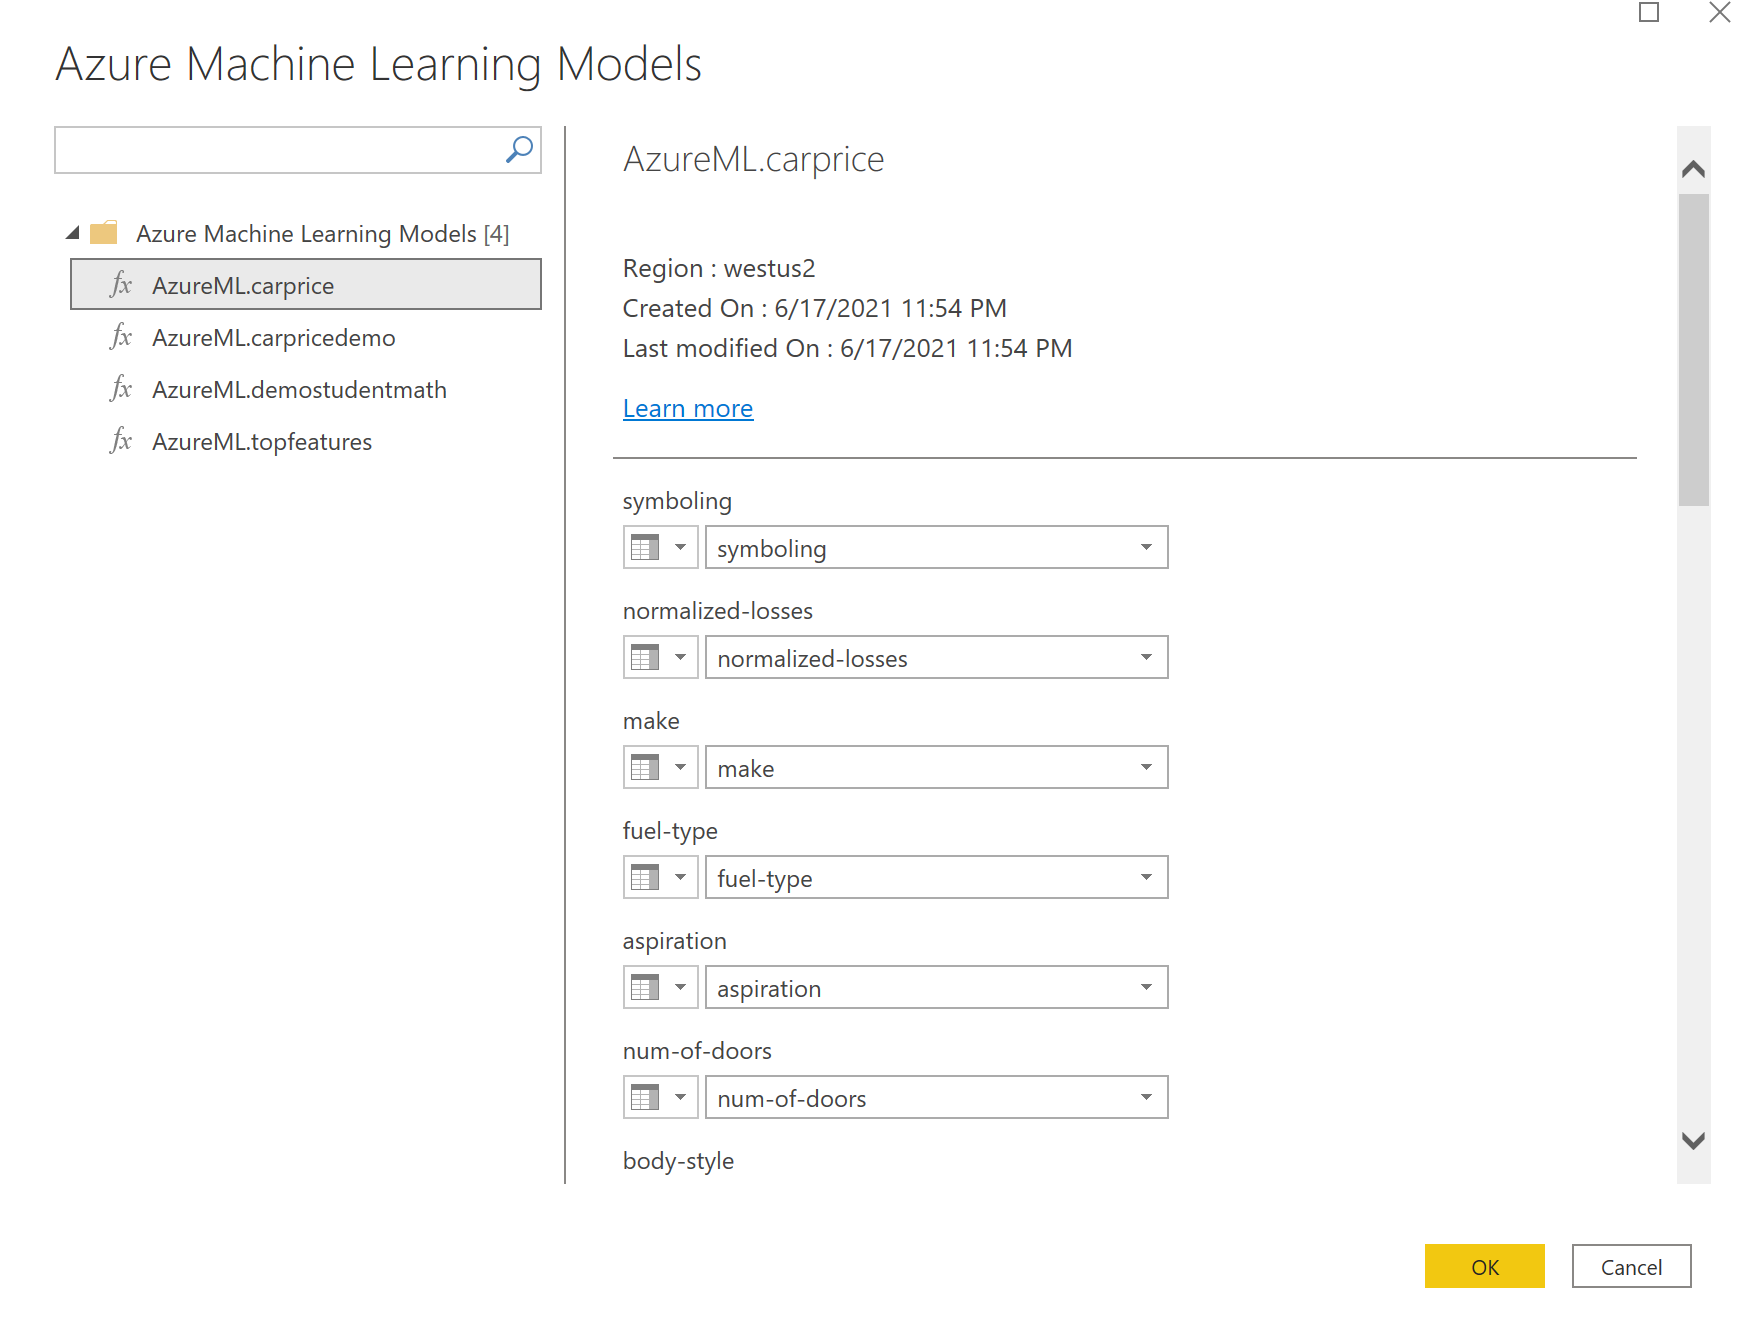 Azure Machine Learning Models
Azure Machine Learning Models [4]
fx AzureML.carprice
fx AzureML.carpricedemo
fx AzureML.demostudentmath
fx AzureML.topfeatures
AzureML.carprice
Region : westus2
Created On : 6/17/2021 11:54 PM
Last modified On : 6/17/2021 11:54 PM
Learn more
symboling
symboling
normalized-losses
normalized-losses
make
make
fuel-type
fuel-type
aspiration
aspiration
num-of-doors
num-of-doors
body-style
OK
Cancel